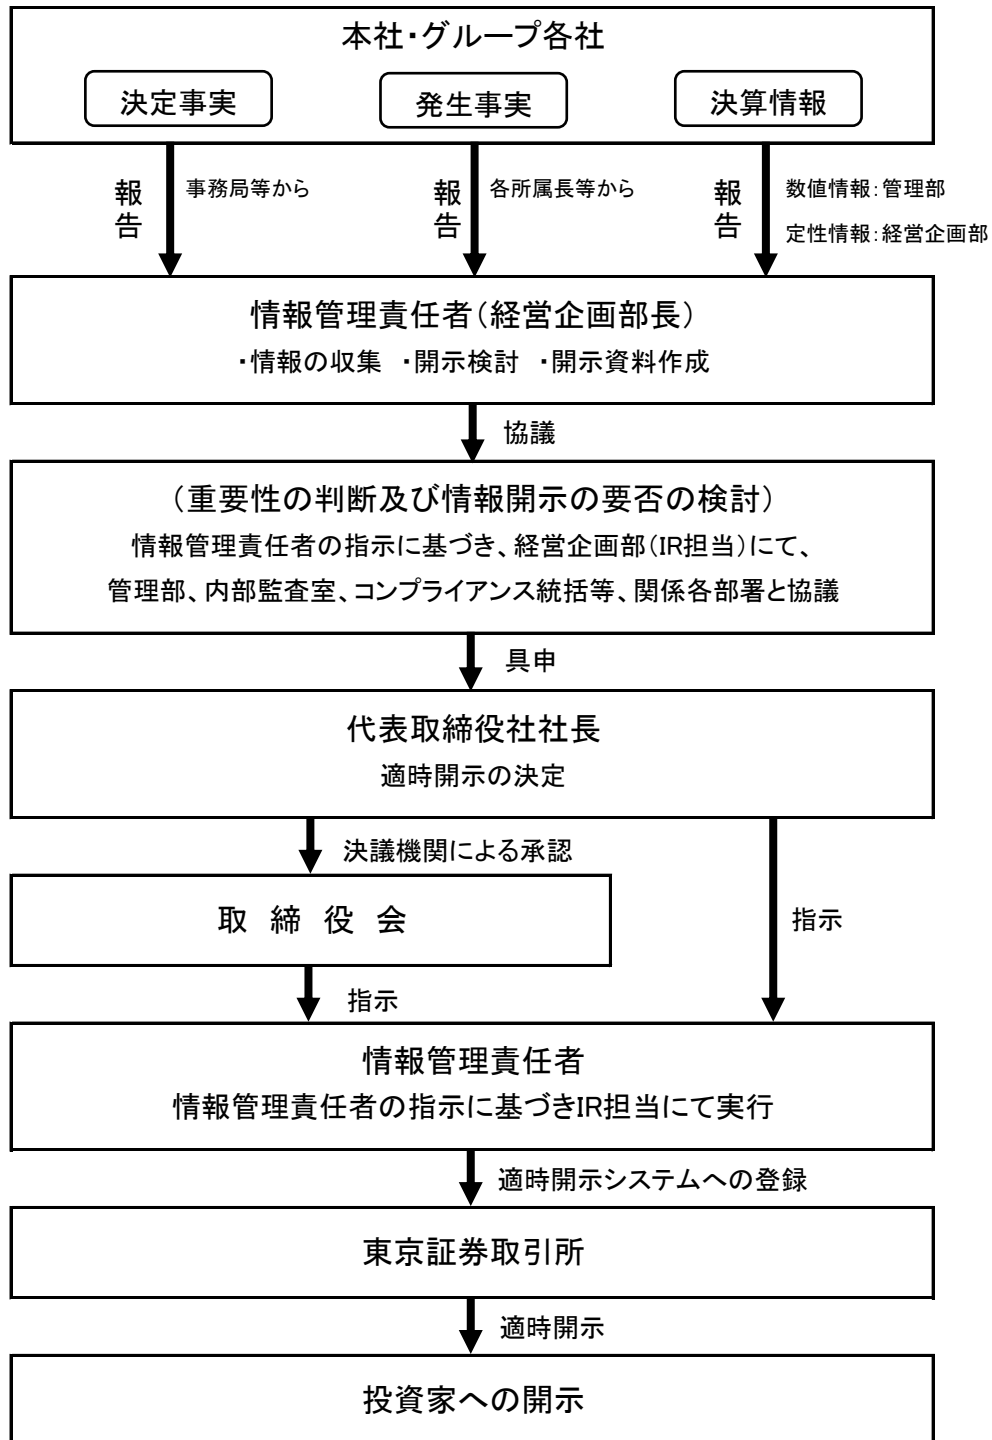 本社・グループ各社
決定事実
発生事実
決算情報
報告
事務局等から
報告
各所属長等から
報告
数値情報：管理部
定性情報：経営企画部
情報管理責任者（経営企画部長）
・情報の収集 ・開示検討 ・開示資料作成
協議
（重要性の判断及び情報開示の要否の検討）
情報管理責任者の指示に基づき、経営企画部（IR担当）にて、
管理部、内部監査室、コンプライアンス統括等、関係各部署と協議
具申
代表取締役社社長
適時開示の決定
決議機関による承認
取 締 役 会
指示
指示
情報管理責任者
情報管理責任者の指示に基づきIR担当にて実行
適時開示システムへの登録
東京証券取引所
適時開示
投資家への開示